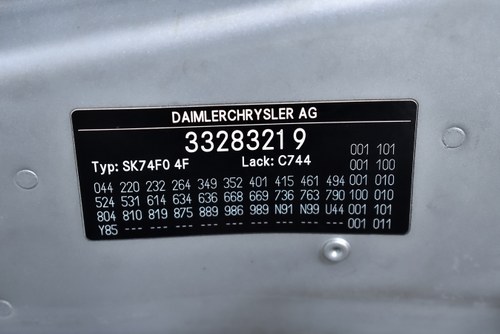 DAIMLERCHRYSLER AG
33283219
Typ: SK74F0 4F Lack: C744 001 101
001 100
044 220 232 264 349 352 401 415 461 494 001 010
524 531 614 634 636 668 669 736 763 790 100 010
804 810 819 875 889 986 989 N91 N99 U44 001 101
Y85 -- --- --- --- --- --- --- --- --- 001 011